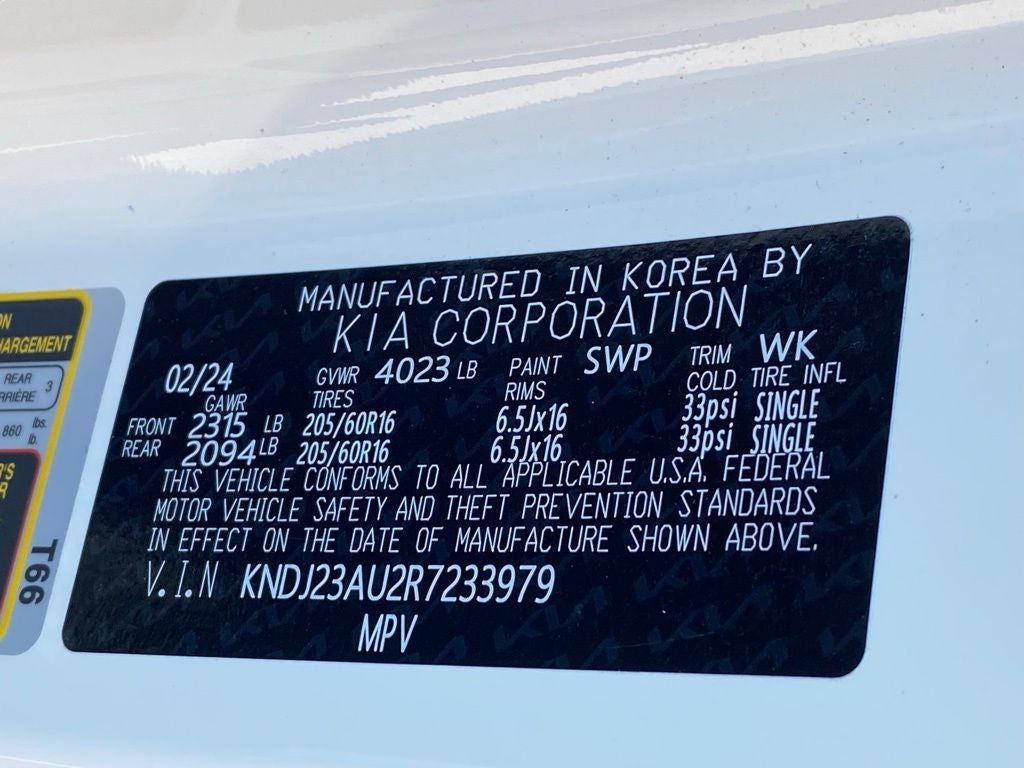 ON
HARGEMENT
REAR
RRIÈRE 3
860 lbs.
lb.
R'S
R
T66
MANUFACTURED IN KOREA BY
KIA CORPORATION
02/24 GVWR 4023 LB PAINT SWP TRIM WK
GAWR TIRES RIMS COLD TIRE INFL
FRONT 2315 LB 205/60R16 6.5Jx16 33psi SINGLE
REAR 2094 LB 205/60R16 6.5Jx16 33psi SINGLE
THIS VEHICLE CONFORMS TO ALL APPLICABLE U.S.A. FEDERAL
MOTOR VEHICLE SAFETY AND THEFT PREVENTION STANDARDS
IN EFFECT ON THE DATE OF MANUFACTURE SHOWN ABOVE.
V.I.N KNDJ23AU2R7233979
MPV